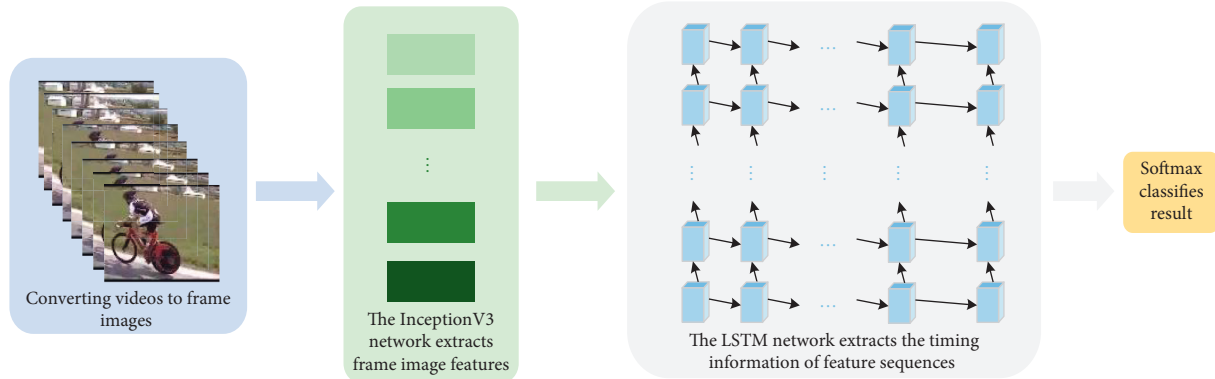 Converting videos to frame
images
The InceptionV3
network extracts
frame image features
The LSTM network extracts the timing
information of feature sequences
Softmax
classifies
result